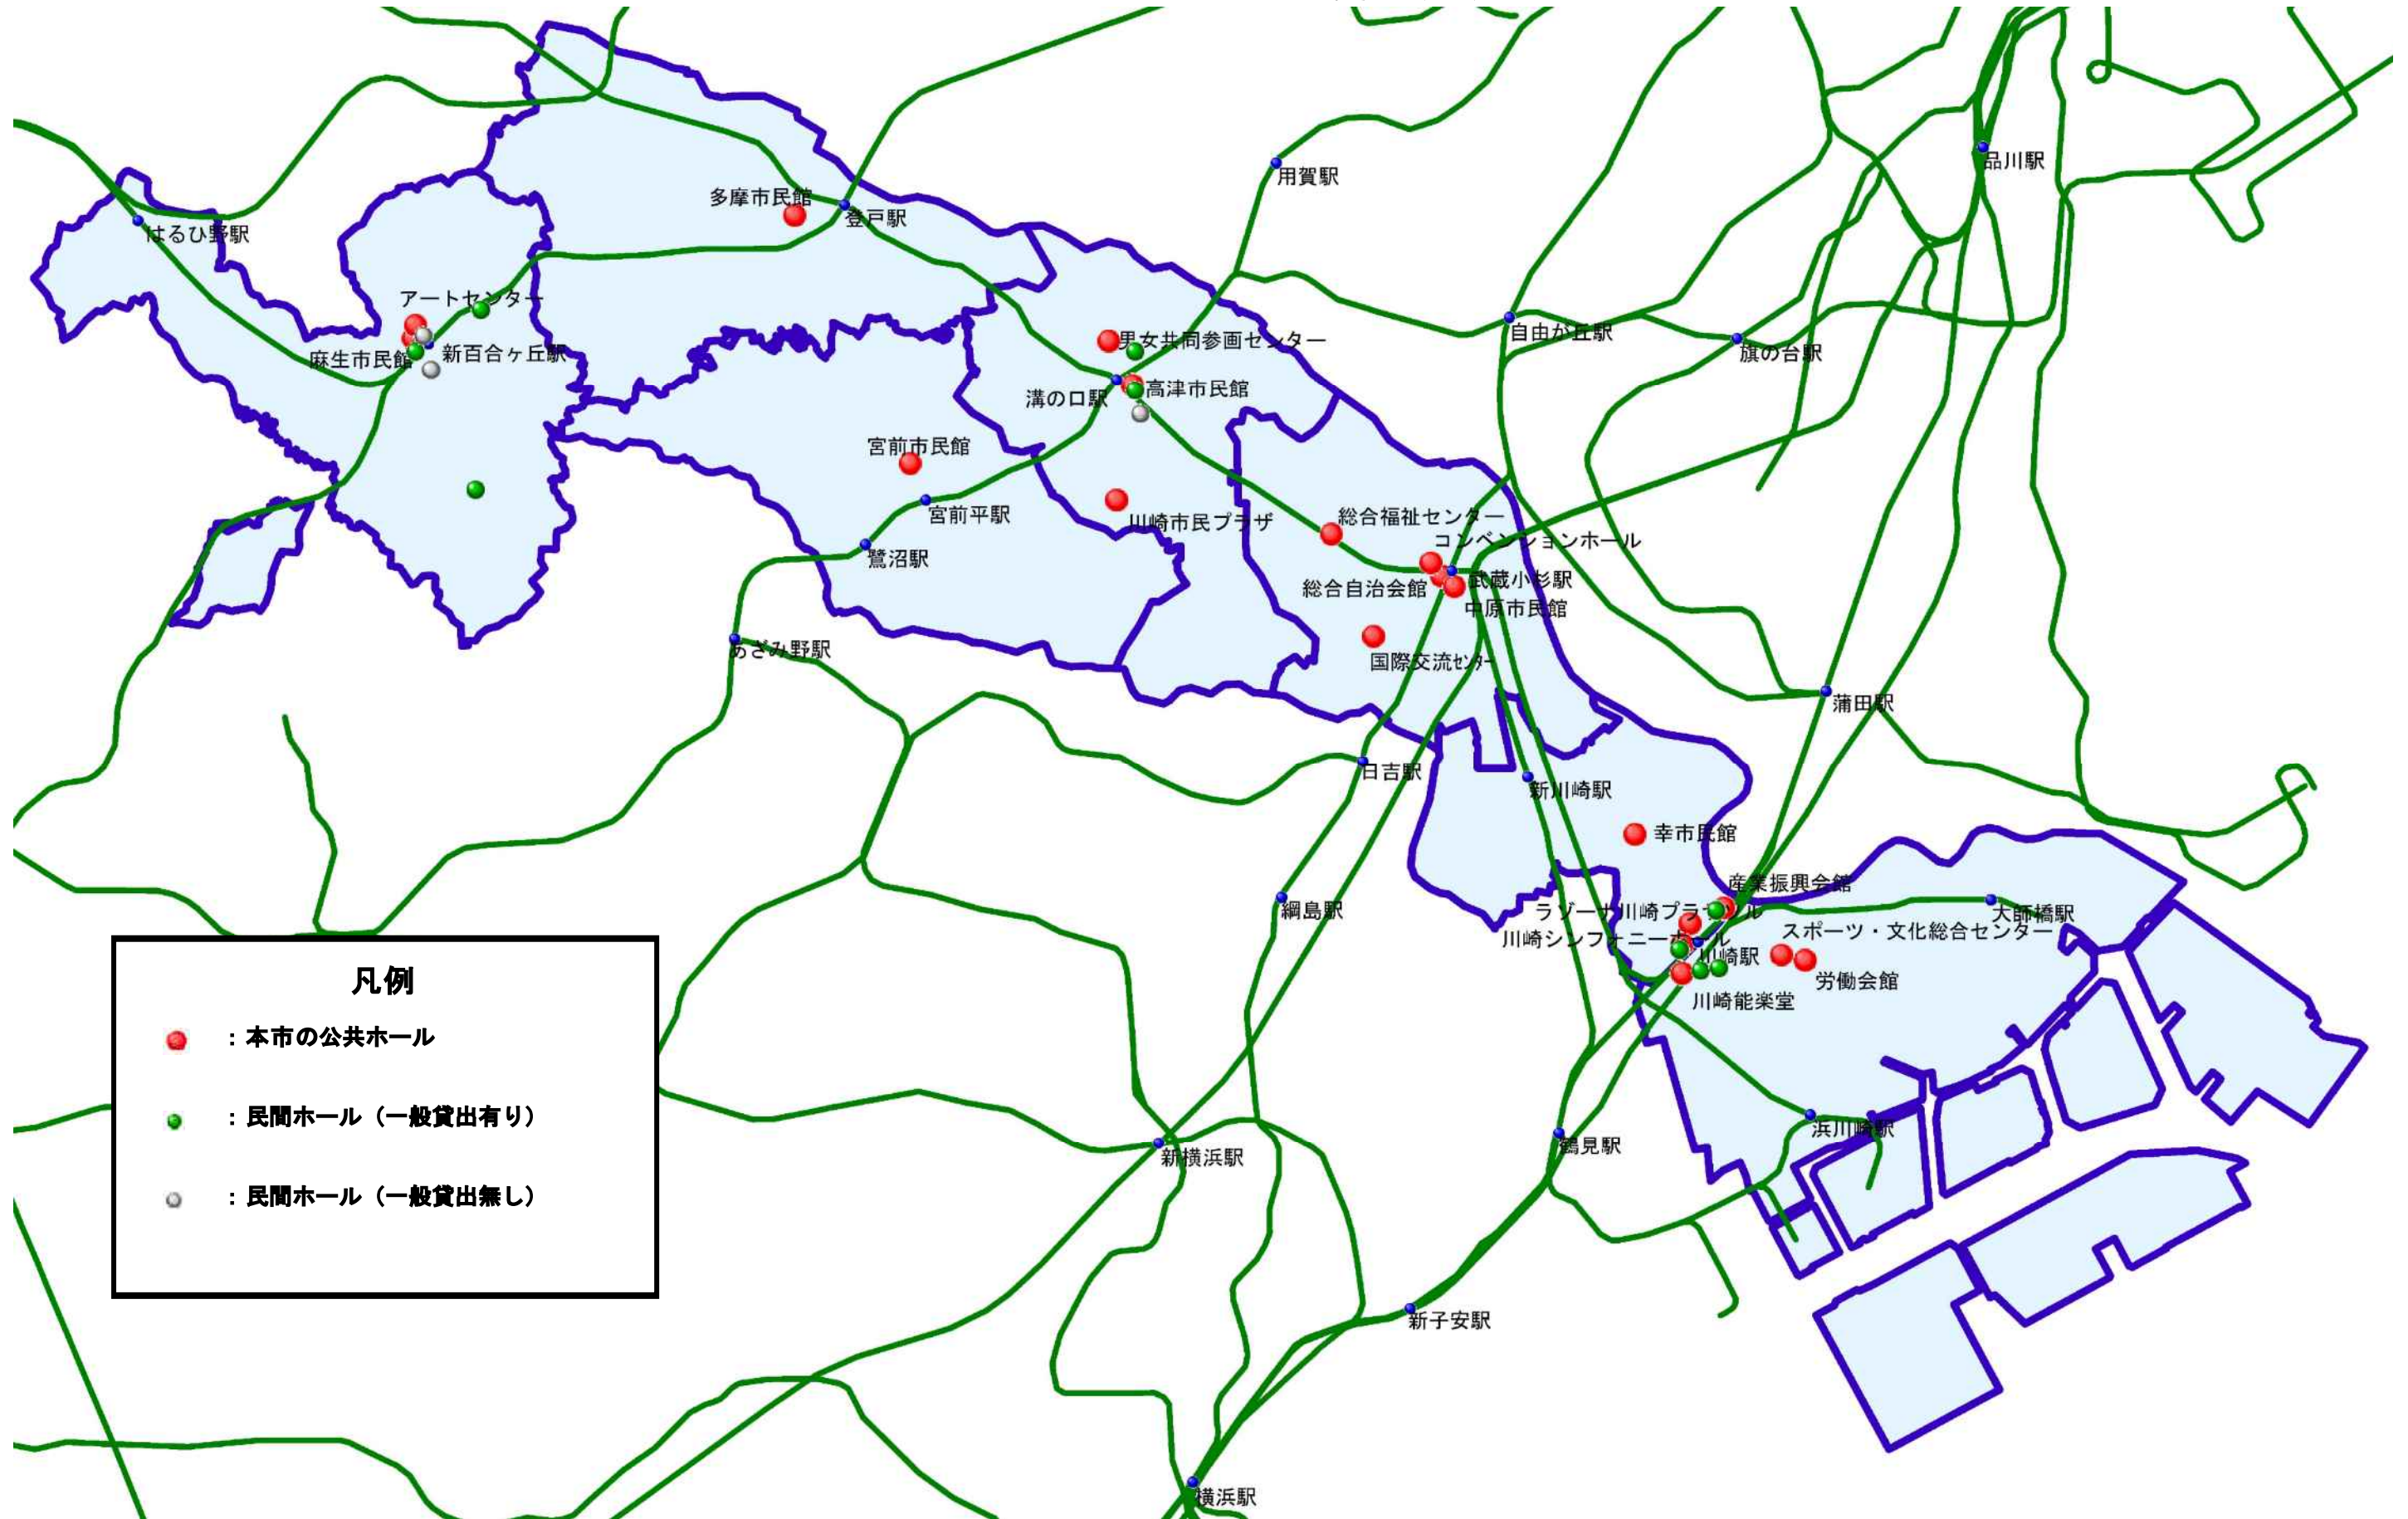 品川駅
用賀駅
多摩市民館
登戸駅
はるひ野駅
アートセンター
自由が丘駅
男女共同参画センター
旗の台駅
麻生市民館
新百合ヶ丘駅
高津市民館
溝の口駅
宮前市民館
宮前平駅
川崎市民プラザ
総合福祉センター
コンベンションホール
鷺沼駅
総合自治会館
武蔵小杉駅
中原市民館
あざみ野駅
国際交流センター
蒲田駅
日吉駅
新川崎駅
幸市民館
産業振興会館
綱島駅
ラゾーナ川崎プラザソル
大師橋駅
川崎シンフォニーホール
スポーツ・文化総合センター
川崎駅
労働会館
川崎能楽堂
浜川崎駅
鶴見駅
新横浜駅
新子安駅
横浜駅
凡例
：本市の公共ホール
：民間ホール（一般貸出有り）
：民間ホール（一般貸出無し）